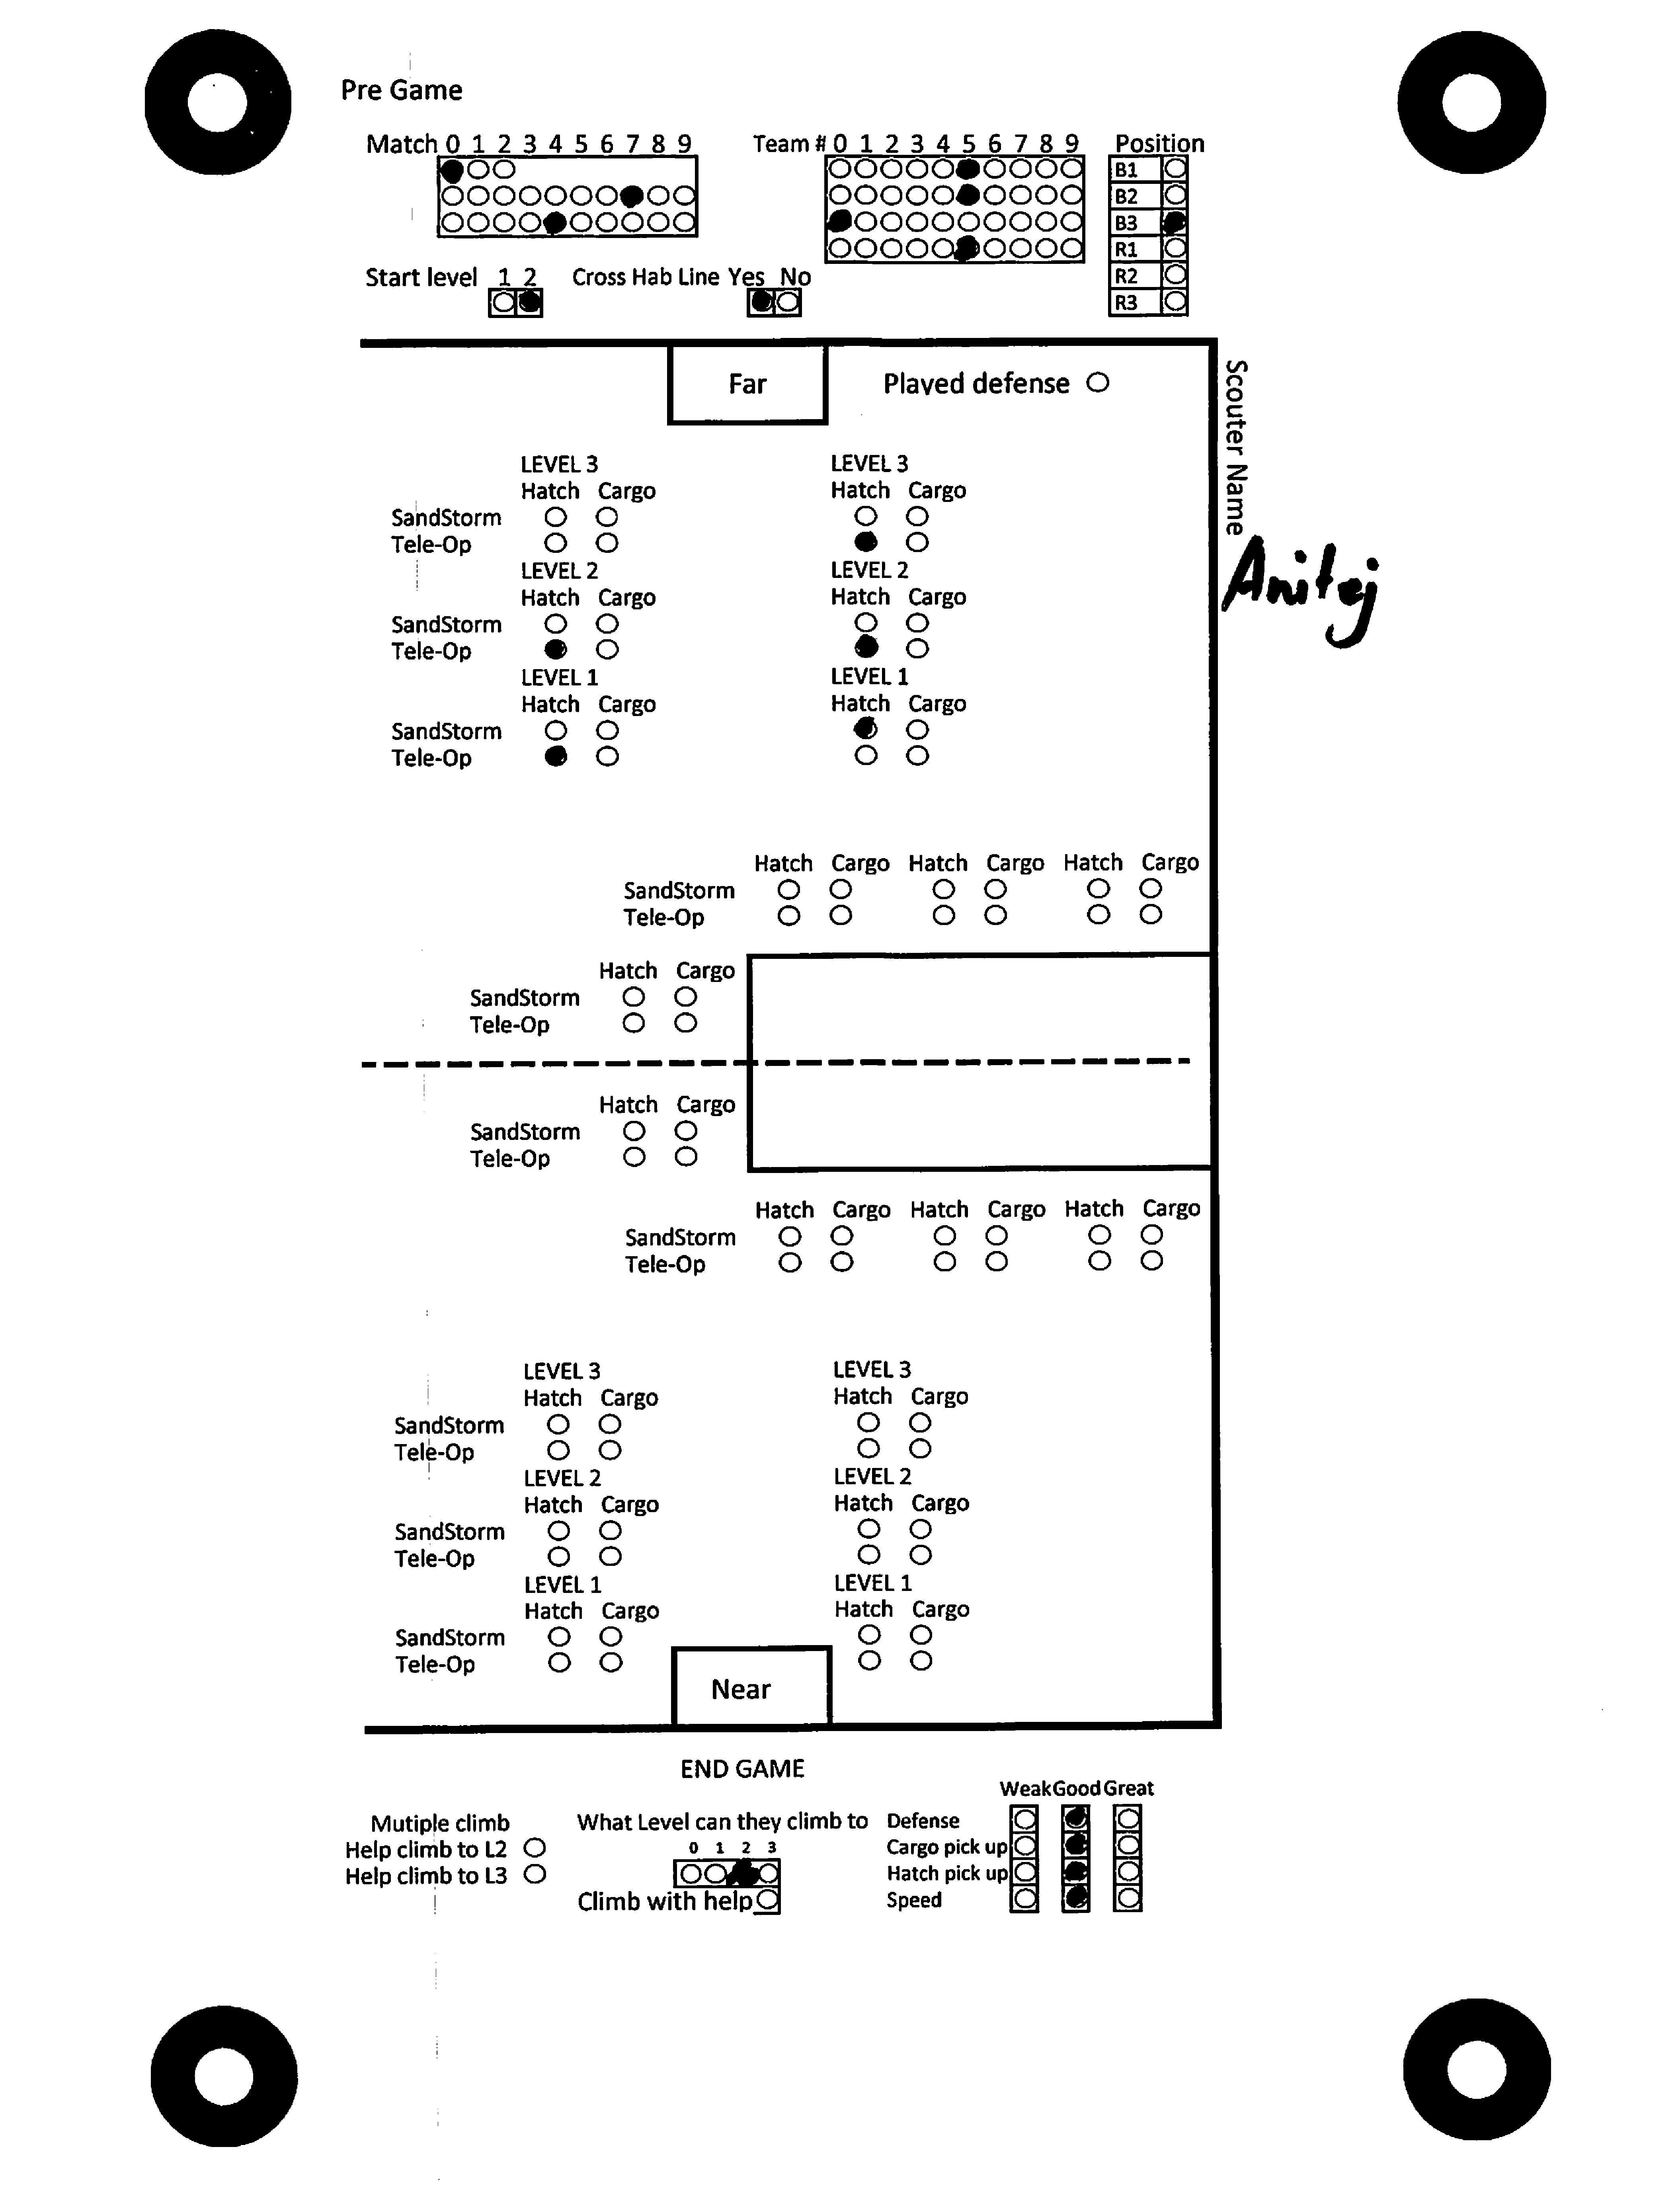 Pre Game
Match 0 1 2 3 4 5 6 7 8 9
Team # 0 1 2 3 4 5 6 7 8 9
Position
B1
B2
B3
R1
R2
R3
Start level 1 2
Cross Hab Line Yes No
Far
Played defense
Scouter Name
Anitej
LEVEL 3 LEVEL 3
Hatch Cargo Hatch Cargo
SandStorm
Tele-Op
LEVEL 2 LEVEL 2
Hatch Cargo Hatch Cargo
SandStorm
Tele-Op
LEVEL 1 LEVEL 1
Hatch Cargo Hatch Cargo
SandStorm
Tele-Op
Hatch Cargo Hatch Cargo Hatch Cargo
SandStorm
Tele-Op
Hatch Cargo
SandStorm
Tele-Op
Hatch Cargo
SandStorm
Tele-Op
Hatch Cargo Hatch Cargo Hatch Cargo
SandStorm
Tele-Op
LEVEL 3 LEVEL 3
Hatch Cargo Hatch Cargo
SandStorm
Tele-Op
LEVEL 2 LEVEL 2
Hatch Cargo Hatch Cargo
SandStorm
Tele-Op
LEVEL 1 LEVEL 1
Hatch Cargo Hatch Cargo
SandStorm
Tele-Op
Near
END GAME
Mutiple climb
Help climb to L2
Help climb to L3
What Level can they climb to
0 1 2 3
Climb with help
Weak Good Great
Defense
Cargo pick up
Hatch pick up
Speed